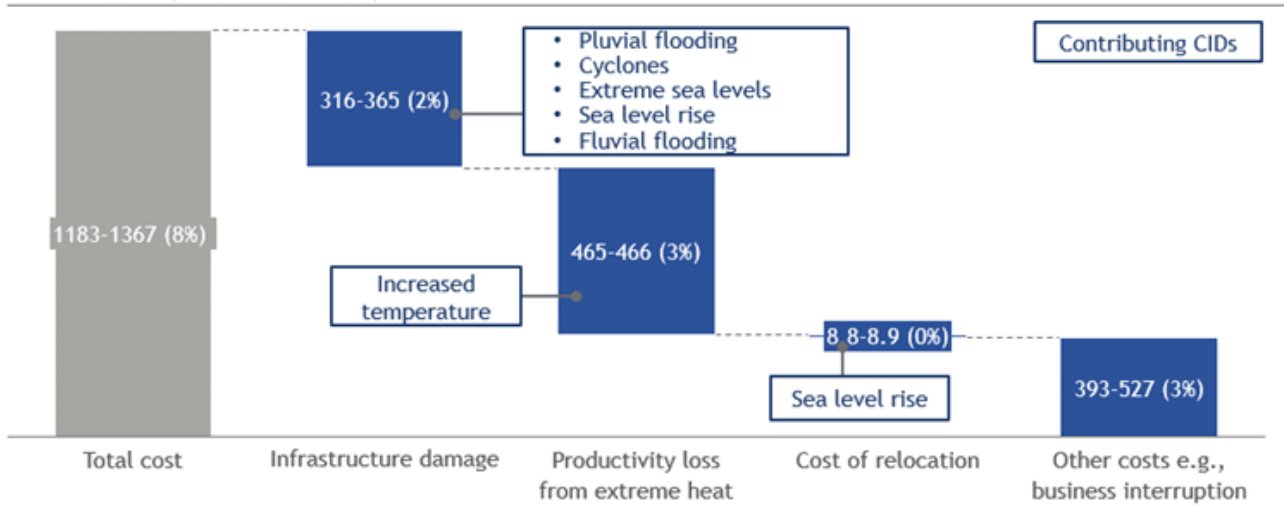 Contributing CIDs
• Pluvial flooding
• Cyclones
• Extreme sea levels
• Sea level rise
• Fluvial flooding
316-365 (2%)
1183-1367 (8%)
465-466 (3%)
Increased
temperature
8.8-8.9 (0%)
Sea level rise
393-527 (3%)
Total cost
Infrastructure damage
Productivity loss
from extreme heat
Cost of relocation
Other costs e.g.,
business interruption